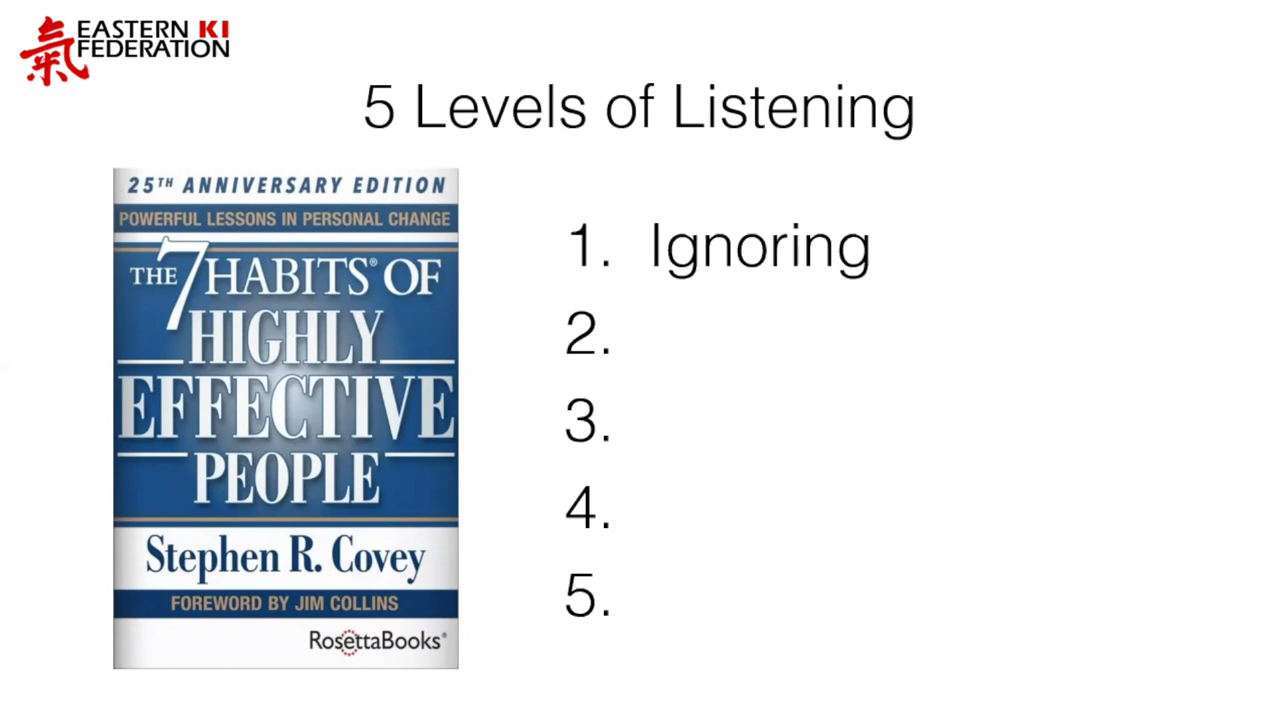 氣
EASTERN KI
FEDERATION
5 Levels of Listening
25TH ANNIVERSARY EDITION
POWERFUL LESSONS IN PERSONAL CHANGE
THE 7 HABITS® OF
HIGHLY
EFFECTIVE
PEOPLE
Stephen R. Covey
FOREWORD BY JIM COLLINS
RosettaBooks®
1. Ignoring
2.
3.
4.
5.